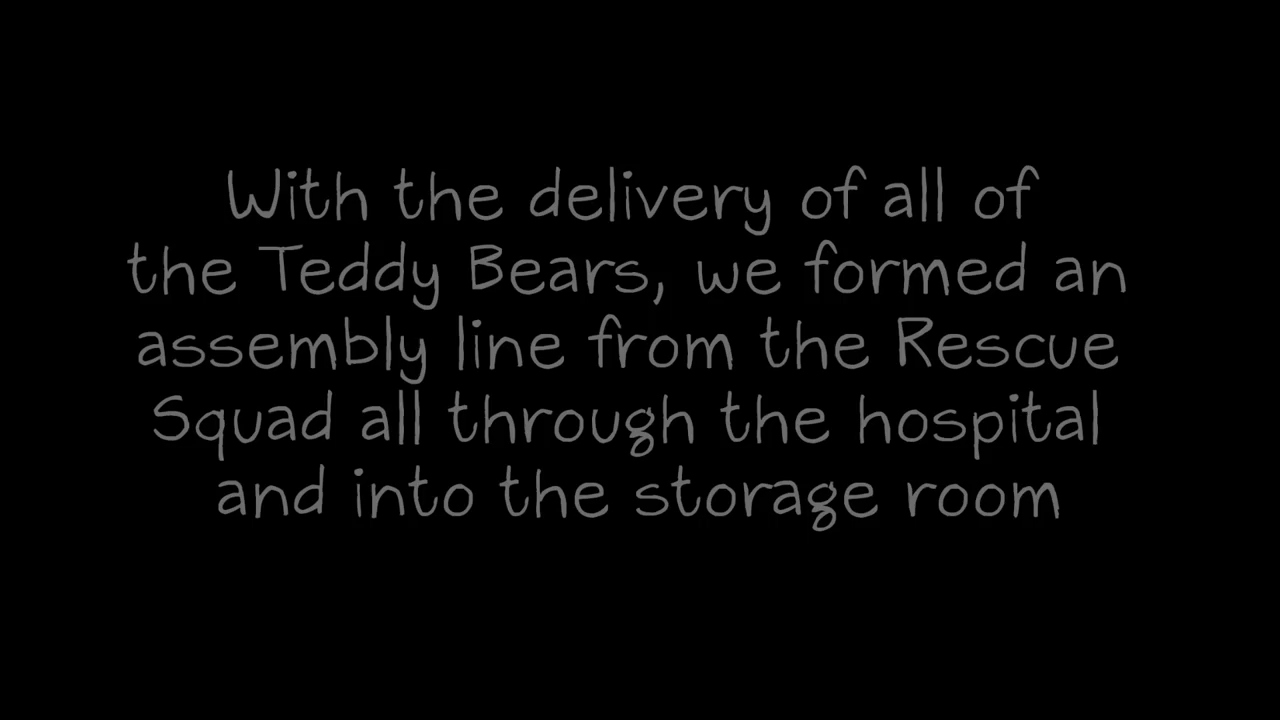 With the delivery of all of
the Teddy Bears, we formed an
assembly line from the Rescue
Squad all through the hospital
and into the storage room